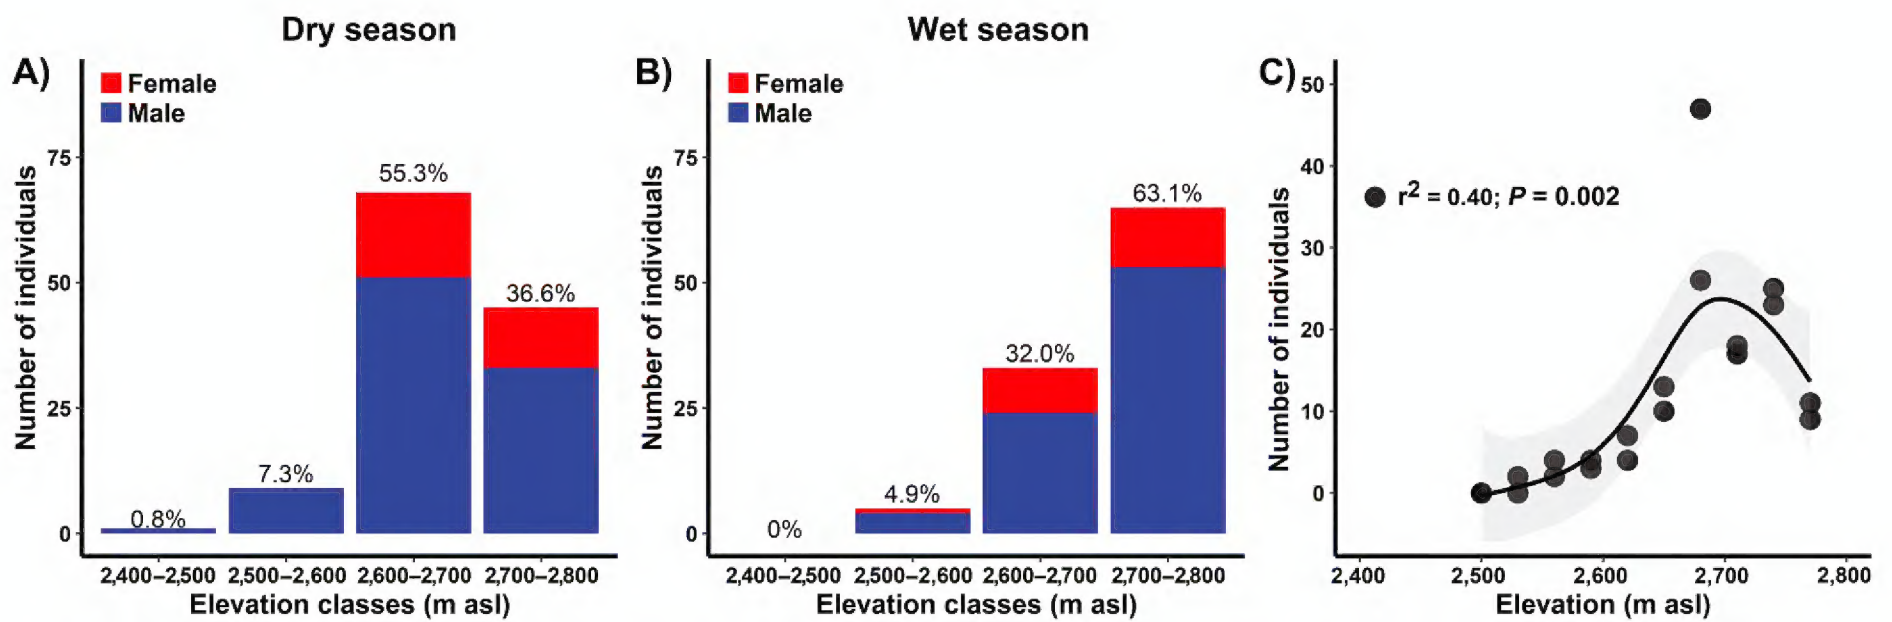 Dry season
A)
Female
Male
75
50
25
0
Number of individuals
0.8%
7.3%
55.3%
36.6%
2,400–2,500
2,500–2,600
2,600–2,700
2,700–2,800
Elevation classes (m asl)
Wet season
B)
Female
Male
75
50
25
0
Number of individuals
0%
4.9%
32.0%
63.1%
2,400–2,500
2,500–2,600
2,600–2,700
2,700–2,800
Elevation classes (m asl)
C)
50
40
30
20
10
0
Number of individuals
r² = 0.40; P = 0.002
2,400
2,500
2,600
2,700
2,800
Elevation (m asl)